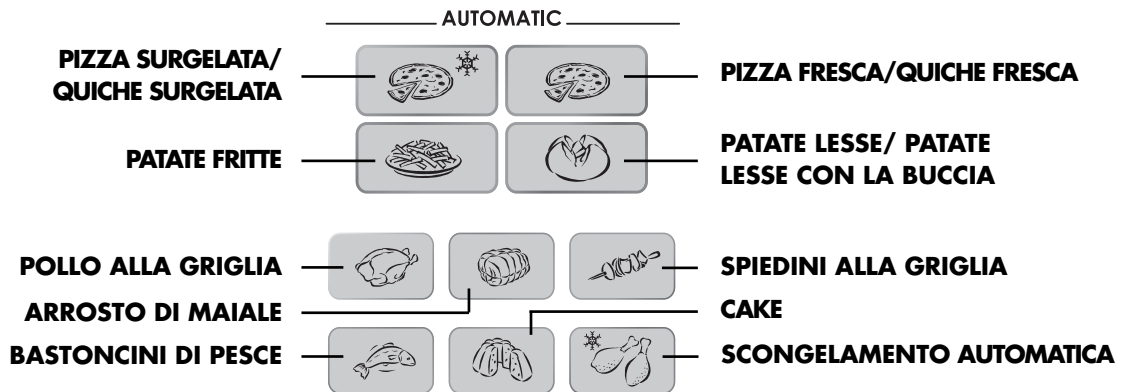 AUTOMATIC
PIZZA SURGELATA/
QUICHE SURGELATA
PIZZA FRESCA/QUICHE FRESCA
PATATE FRITTE
PATATE LESSE/ PATATE
LESSE CON LA BUCCIA
POLLO ALLA GRIGLIA
SPIEDINI ALLA GRIGLIA
ARROSTO DI MAIALE
CAKE
BASTONCINI DI PESCE
SCONGELAMENTO AUTOMATICA